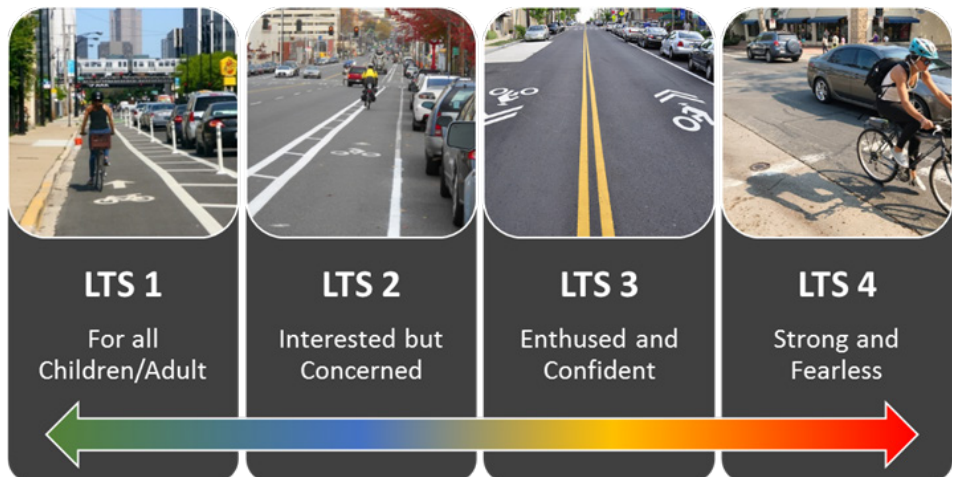 LTS 1
For all
Children/Adult
LTS 2
Interested but
Concerned
LTS 3
Enthused and
Confident
LTS 4
Strong and
Fearless